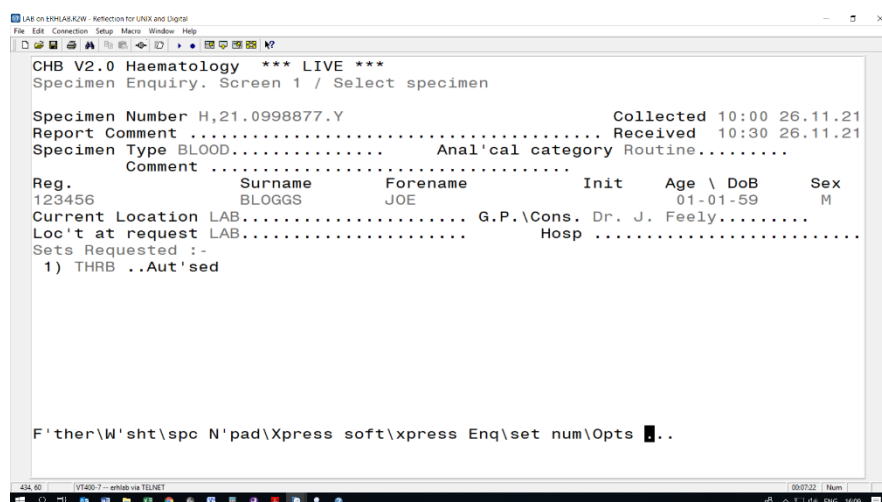 LAB on ERHLAB.R2W - Reflection for UNIX and Digital
File Edit Connection Setup Macro Window Help
CHB V2.0 Haematology *** LIVE ***
Specimen Enquiry. Screen 1 / Select specimen
Specimen Number H,21.0998877.Y Collected 10:00 26.11.21
Report Comment ......................................... Received 10:30 26.11.21
Specimen Type BLOOD............... Anal'cal category Routine.........
Comment ....................................
Reg. Surname Forename Init Age \ DoB Sex
123456 BLOGGS JOE 01-01-59 M
Current Location LAB...................... G.P.\Cons. Dr. J. Feely.........
Loc't at request LAB...................... Hosp ..........................
Sets Requested :-
1) THRB ..Aut'sed
F'ther\W'sht\spc N'pad\Xpress soft\xpress Enq\set num\Opts ...
434, 60 VT400-7 -- erhlab via TELNET 00:07:22 Num
ENG 16:09